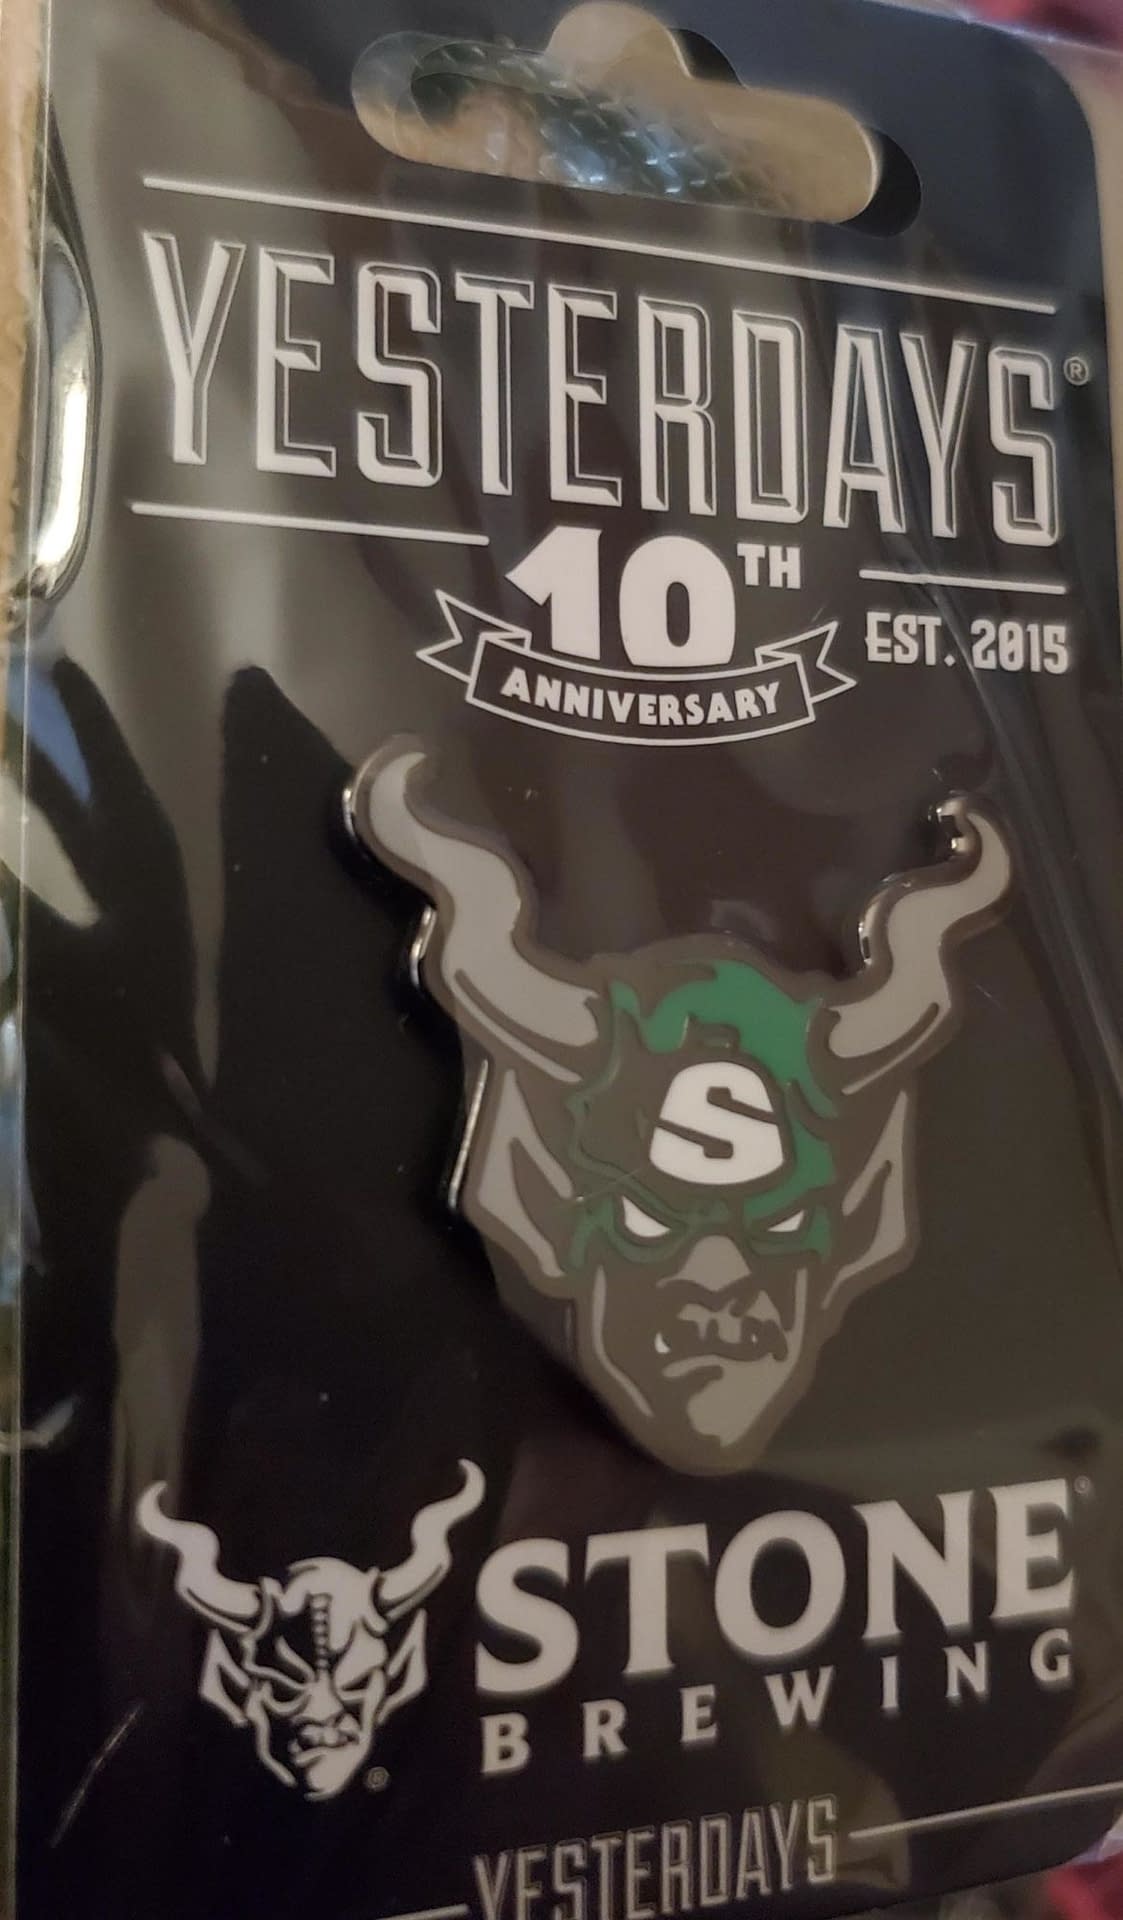 YESTERDAYS®
10TH
ANNIVERSARY
EST. 2015
S
STONE®
BREWING
®
YESTERDAYS